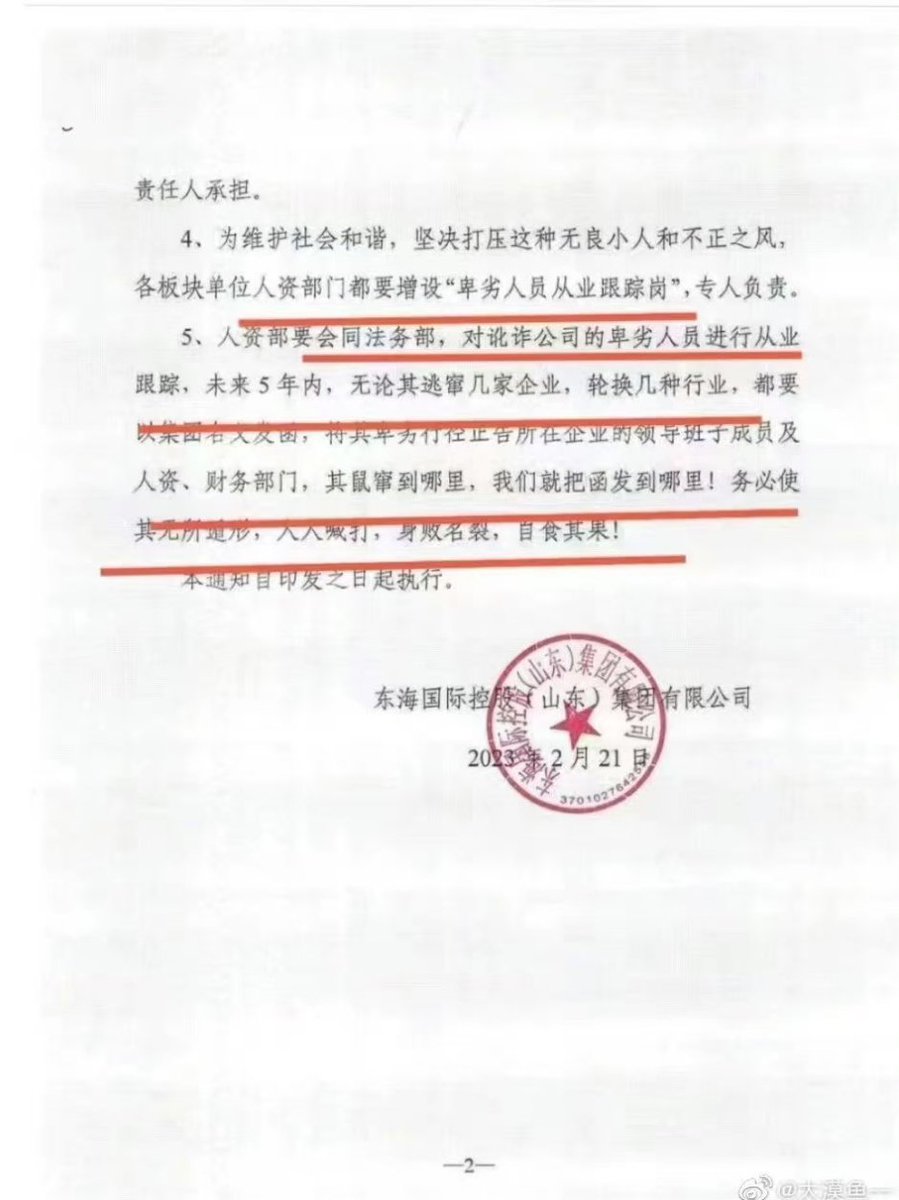 责任人承担。
4、为维护社会和谐，坚决打压这种无良小人和不正之风，
各板块单位人资部门都要增设“卑劣人员从业跟踪岗”，专人负责。
5、人资部要会同法务部，对讹诈公司的卑劣人员进行从业
跟踪，未来5年内，无论其逃窜几家企业，轮换几种行业，都要
以集团名义发函，将其卑劣行径正告所在企业的领导班子成员及
人资、财务部门，其鼠窜到哪里，我们就把函发到哪里！务必使
其无所遁形，人人喊打，身败名裂，自食其果！
本通知自印发之日起执行。
东海国际控股（山东）集团有限公司
2023年2月21日
东海国际控股（山东）集团有限公司
—2—
@大漠鱼一